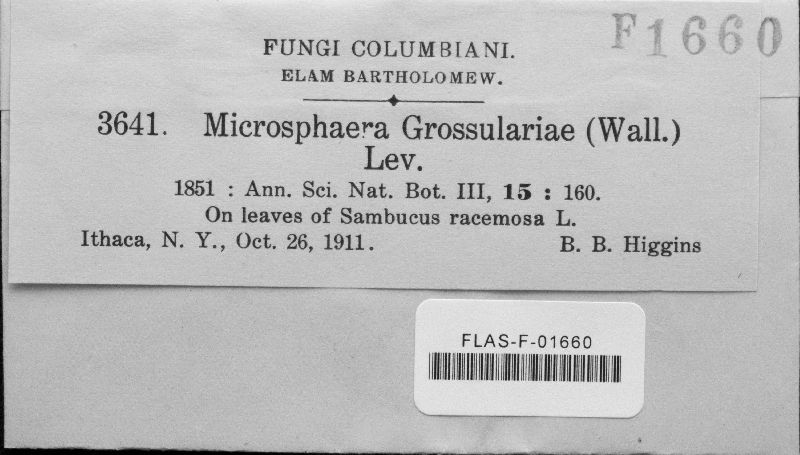 F1660
FUNGI COLUMBIANI.
ELAM BARTHOLOMEW.
3641. Microsphaera Grossulariae (Wall.)
Lev.
1851 : Ann. Sci. Nat. Bot. III, 15 : 160.
On leaves of Sambucus racemosa L.
Ithaca, N. Y., Oct. 26, 1911. B. B. Higgins
FLAS-F-01660